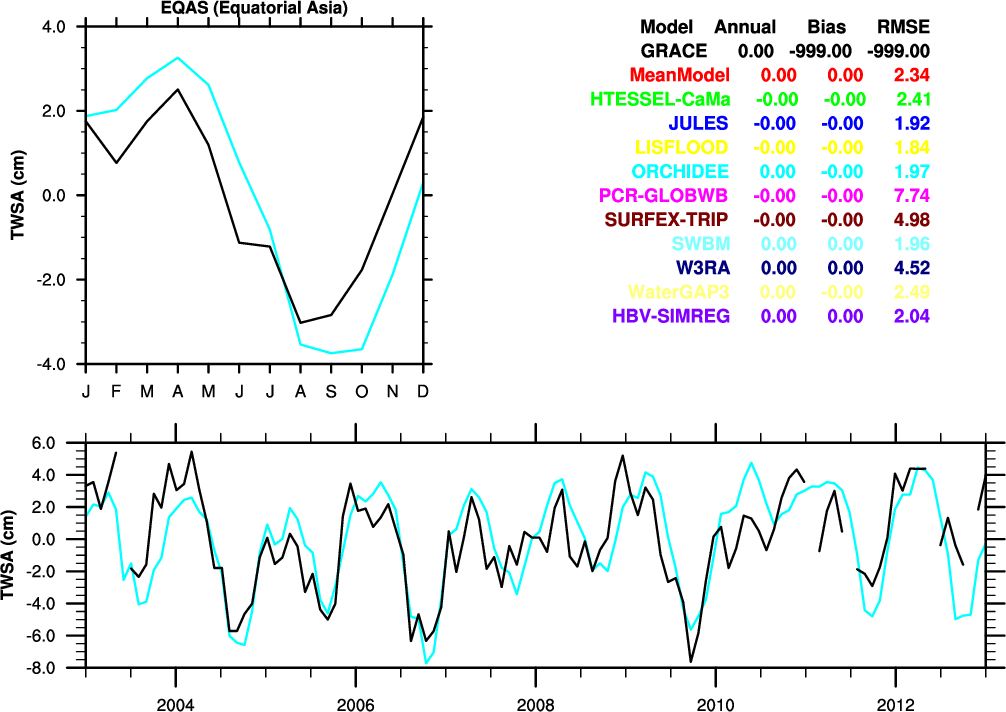 EQAS (Equatorial Asia)
4.0
2.0
0.0
-2.0
-4.0
TWSA (cm)
J F M A M J J A S O N D
Model Annual Bias RMSE
GRACE 0.00 -999.00 -999.00
MeanModel 0.00 0.00 2.34
HTESSEL-CaMa -0.00 -0.00 2.41
JULES -0.00 -0.00 1.92
LISFLOOD -0.00 -0.00 1.84
ORCHIDEE 0.00 -0.00 1.97
PCR-GLOBWB -0.00 -0.00 7.74
SURFEX-TRIP -0.00 -0.00 4.98
SWBM 0.00 0.00 1.96
W3RA 0.00 0.00 4.52
WaterGAP3 0.00 -0.00 2.49
HBV-SIMREG 0.00 0.00 2.04
6.0
4.0
2.0
0.0
-2.0
-4.0
-6.0
-8.0
TWSA (cm)
2004 2006 2008 2010 2012